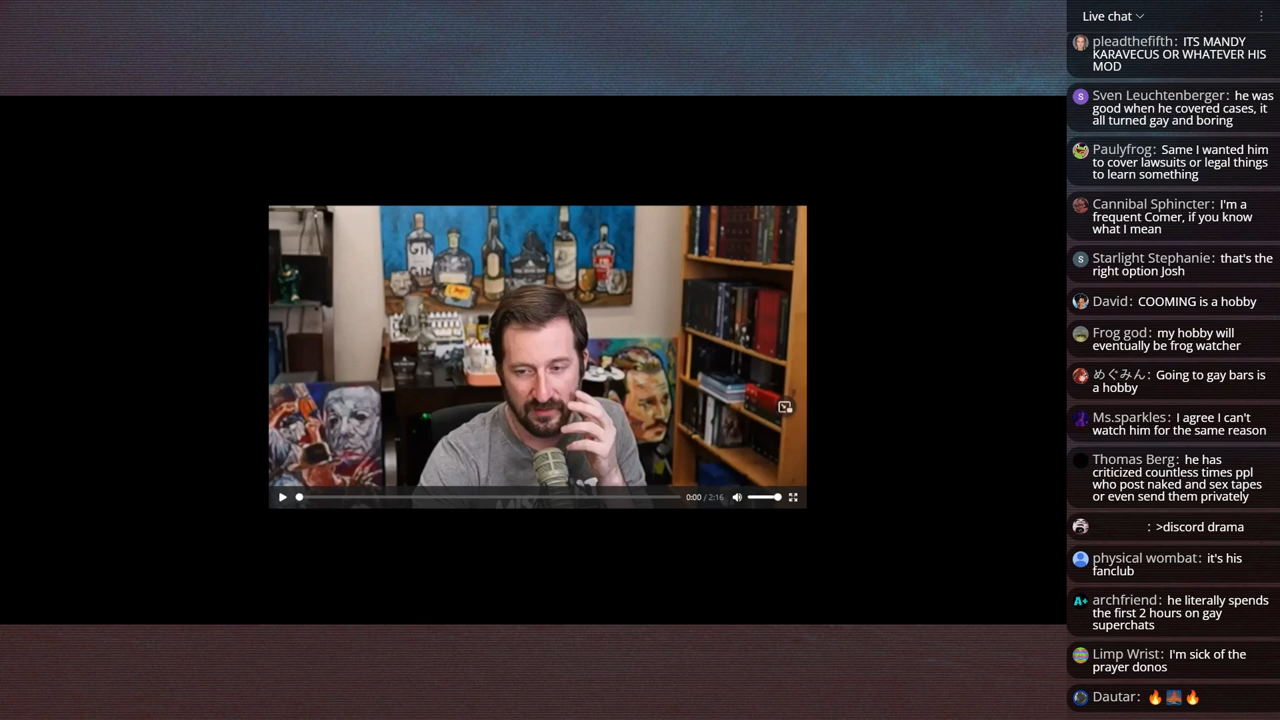 Live chat
pleadthefifth: ITS MANDY
KARAVECUS OR WHATEVER HIS
MOD
Sven Leuchtenberger: he was
good when he covered cases, it
all turned gay and boring
Paulyfrog: Same I wanted him
to cover lawsuits or legal things
to learn something
Cannibal Sphincter: I'm a
frequent Comer, if you know
what I mean
Starlight Stephanie: that's the
right option Josh
David: COOMING is a hobby
Frog god: my hobby will
eventually be frog watcher
めぐみん: Going to gay bars is
a hobby
Ms.sparkles: I agree I can't
watch him for the same reason
Thomas Berg: he has
criticized countless times ppl
who post naked and sex tapes
or even send them privately
: >discord drama
physical wombat: it's his
fanclub
archfriend: he literally spends
the first 2 hours on gay
superchats
Limp Wrist: I'm sick of the
prayer donos
Dautar: 🔥🌉🔥
GIN
GIN
0:00 / 2:16